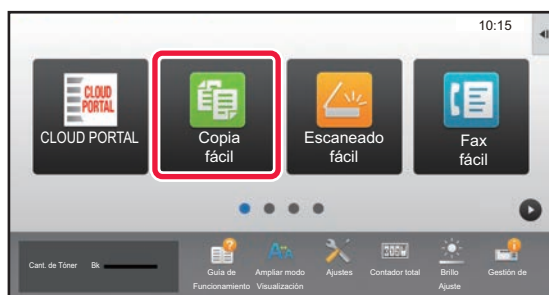 10:15
CLOUD
PORTAL
CLOUD PORTAL
Copia
fácil
Escaneado
fácil
Fax
fácil
Cant. de Tóner Bk
Guía de
Funcionamiento
Ampliar modo
Visualización
Ajustes
Contador total
Brillo
Ajuste
Gestión de